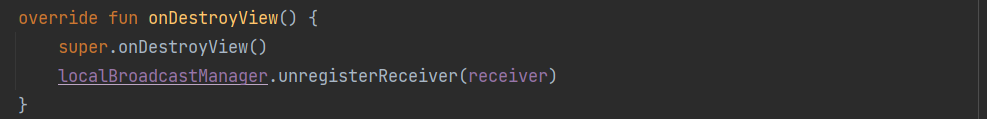 override fun onDestroyView() {
    super.onDestroyView()
    localBroadcastManager.unregisterReceiver(receiver)
}